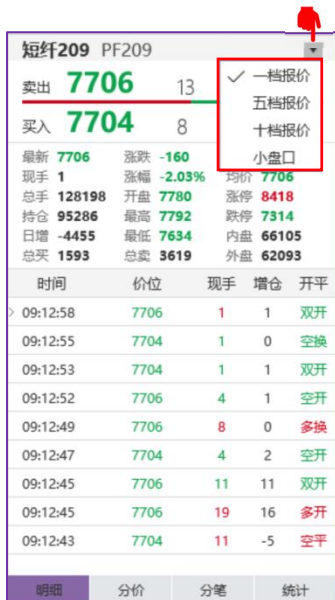 短纤209 PF209
卖出 7706 13
买入 7704 8
一档报价
五档报价
十档报价
小盘口
最新 7706 涨跌 -160
现手 1 涨幅 -2.03% 均价 7706
总手 128198 开盘 7780 涨停 8418
持仓 95286 最高 7792 跌停 7314
日增 -4455 最低 7634 内盘 66105
总买 1593 总卖 3619 外盘 62093
时间 价位 现手 增仓 开平
09:12:58 7706 1 1 双开
09:12:55 7704 1 0 空换
09:12:53 7704 1 1 双开
09:12:52 7706 4 1 空开
09:12:49 7706 8 0 多换
09:12:47 7704 4 2 空开
09:12:45 7706 11 11 双开
09:12:45 7706 19 16 多开
09:12:43 7704 11 -5 空平
明细 分价 分笔 统计